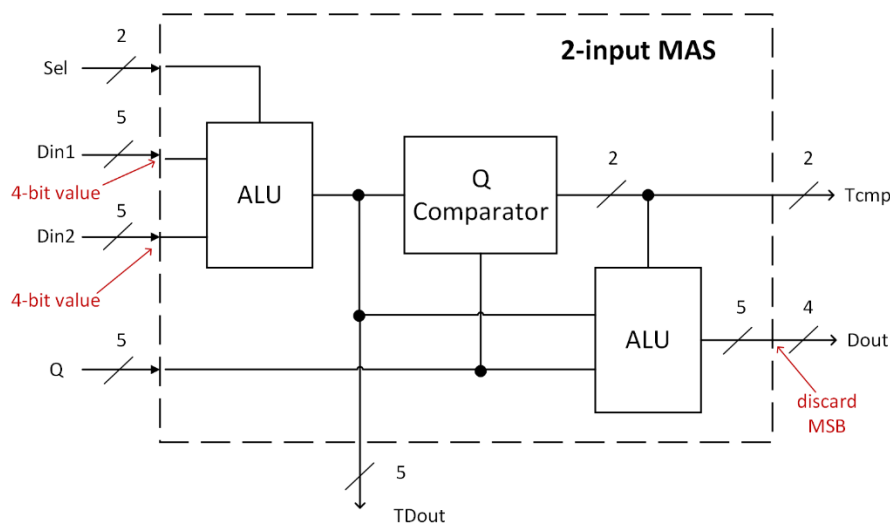 2
2-input MAS
Sel
5
Din1
4-bit value
ALU
Q
Comparator
2
2
Tcmp
5
Din2
4-bit value
5
Q
ALU
5
4
Dout
discard
MSB
5
TDout